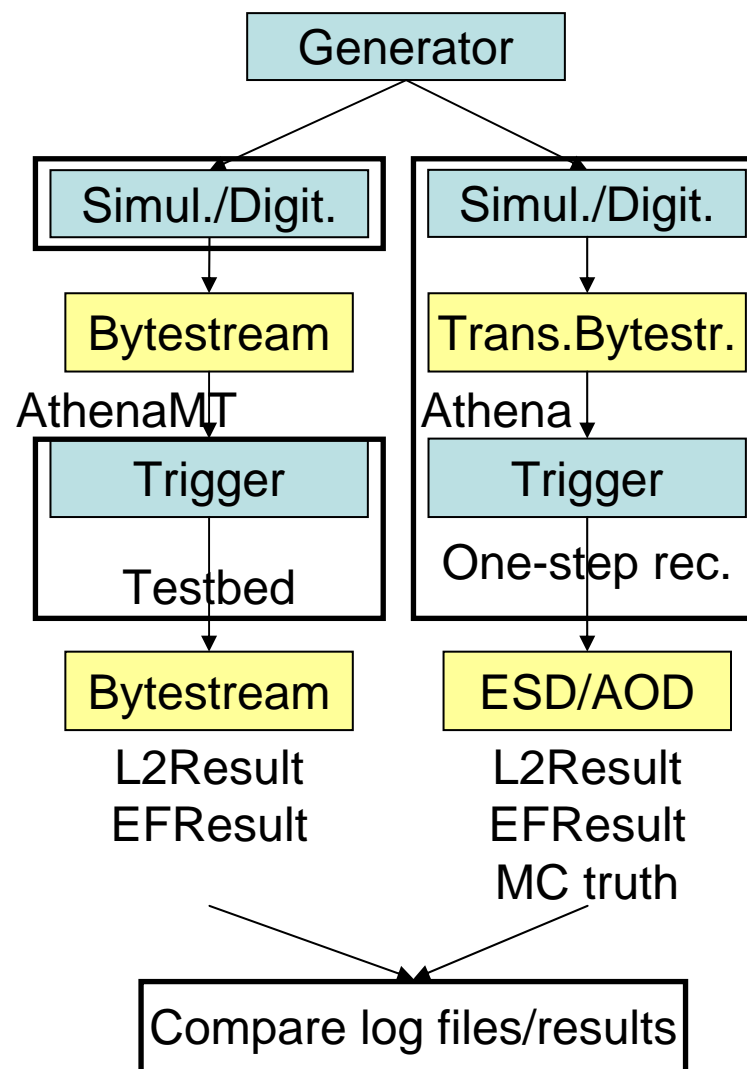 Generator
Simul./Digit.
Simul./Digit.
Bytestream
Trans.Bytestr.
AthenaMT
Athena
Trigger
Trigger
Testbed
One-step rec.
Bytestream
ESD/AOD
L2Result
L2Result
EFResult
EFResult
MC truth
Compare log files/results